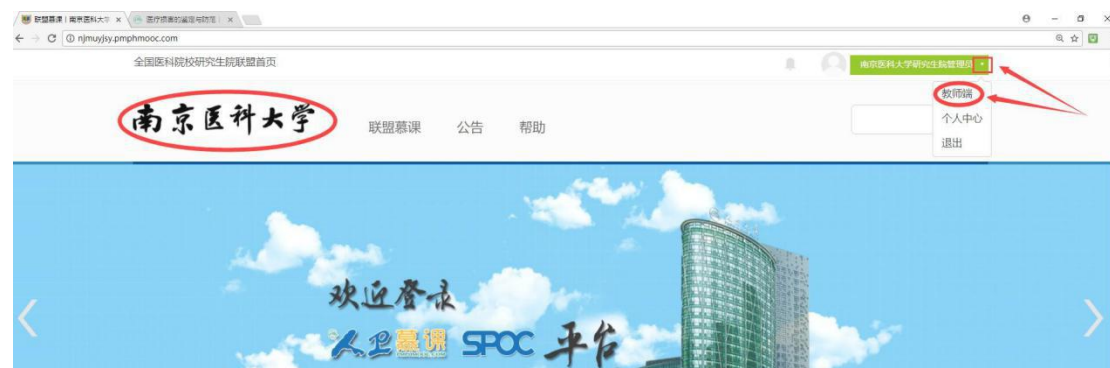 联盟慕课 | 南京医科大学
医疗损害的鉴定与防范 |
njmuyjsy.pmphmooc.com
全国医科院校研究生院联盟首页
南京医科大学研究生院管理员
教师端
个人中心
退出
南京医科大学
联盟慕课 公告 帮助
欢迎登录
人卫慕课 SPOC 平台